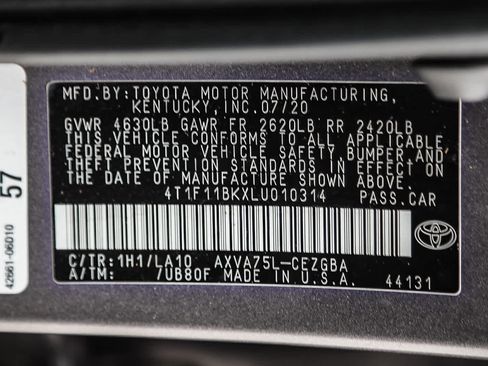 MFD.BY:TOYOTA MOTOR MANUFACTURING,
KENTUCKY,INC.07/20
GVWR 4630LB GAWR FR 2620LB RR 2420LB
THIS VEHICLE CONFORMS TO ALL APPLICABLE
FEDERAL MOTOR VEHICLE SAFETY,BUMPER,AND
THEFT PREVENTION STANDARDS IN EFFECT ON
THE DATE OF MANUFACTURE SHOWN ABOVE.
4T1F11BKXLU010314 PASS.CAR
C/TR:1H1/LA10 AXVA75L-CEZGBA
A/TM: 7UB80F MADE IN U.S.A.
44131
TOYOTA
57
42661-06010